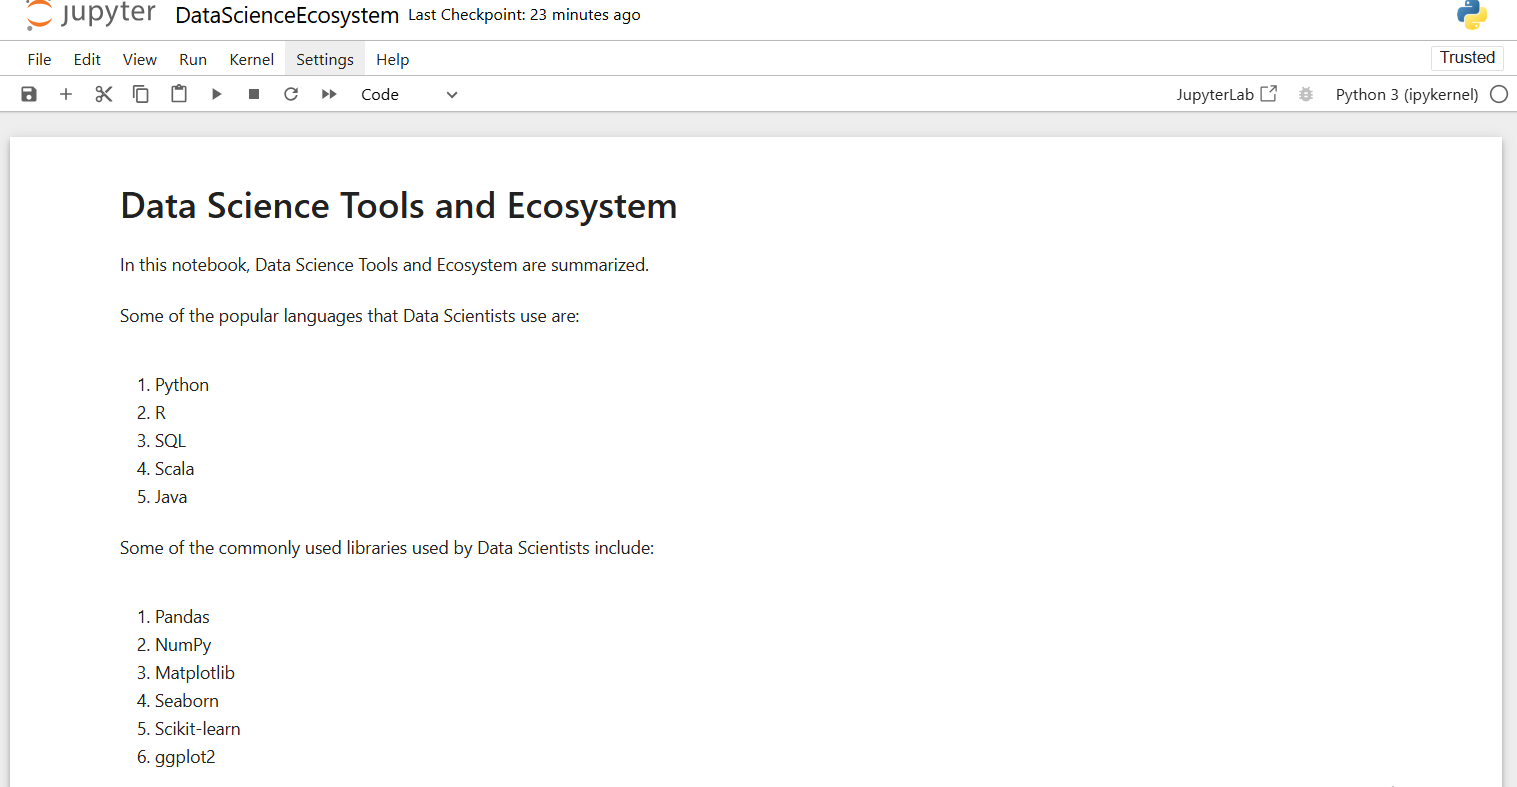 jupyter DataScienceEcosystem Last Checkpoint: 23 minutes ago
File Edit View Run Kernel Settings Help Trusted
Code JupyterLab Python 3 (ipykernel)
Data Science Tools and Ecosystem
In this notebook, Data Science Tools and Ecosystem are summarized.
Some of the popular languages that Data Scientists use are:
1. Python
2. R
3. SQL
4. Scala
5. Java
Some of the commonly used libraries used by Data Scientists include:
1. Pandas
2. NumPy
3. Matplotlib
4. Seaborn
5. Scikit-learn
6. ggplot2